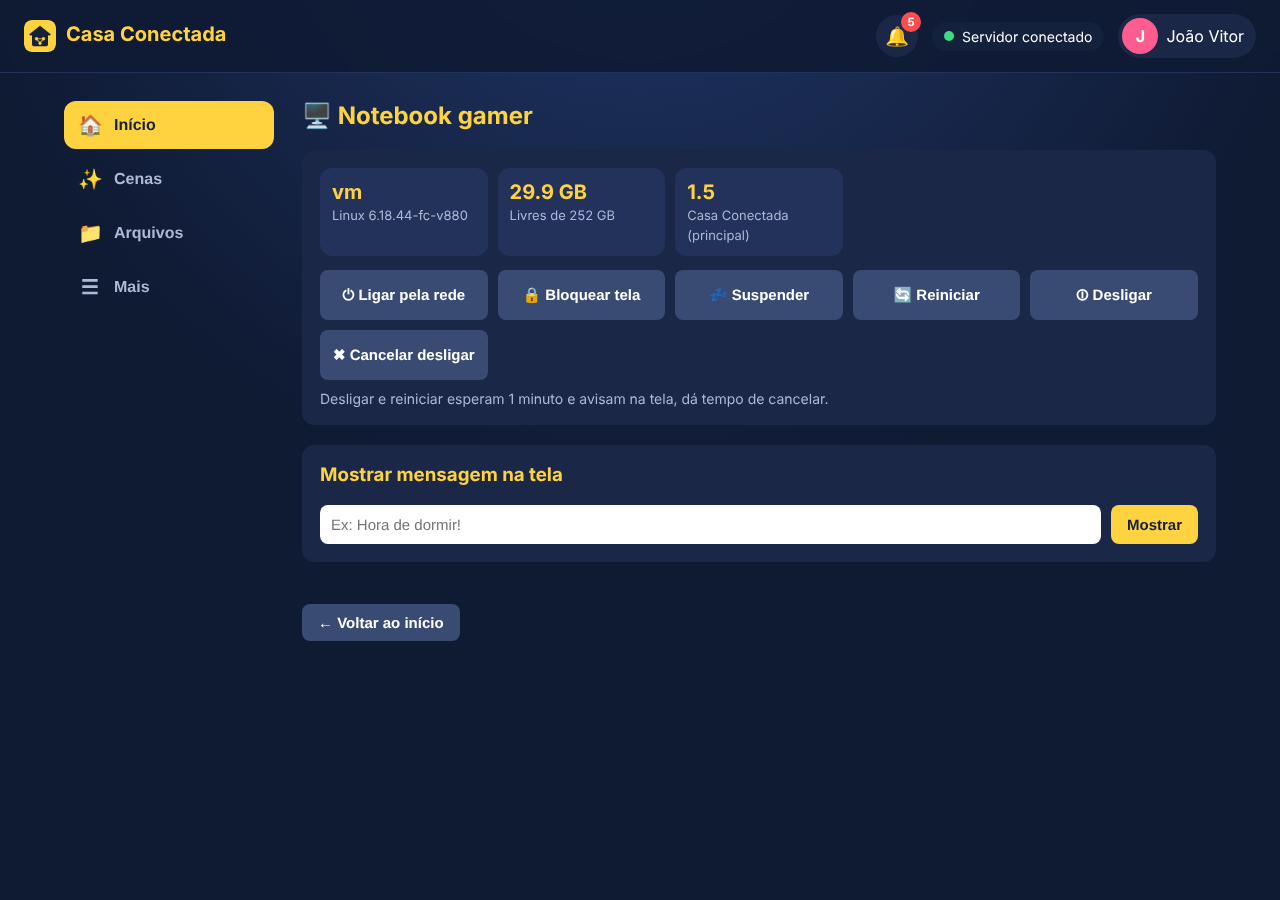 Casa Conectada
5
Servidor conectado
J
João Vitor
Início
Cenas
Arquivos
Mais
Notebook gamer
vm
Linux 6.18.44-fc-v880
29.9 GB
Livres de 252 GB
1.5
Casa Conectada
(principal)
Ligar pela rede
Bloquear tela
Suspender
Reiniciar
Desligar
✖ Cancelar desligar
Desligar e reiniciar esperam 1 minuto e avisam na tela, dá tempo de cancelar.
Mostrar mensagem na tela
Ex: Hora de dormir!
Mostrar
← Voltar ao início